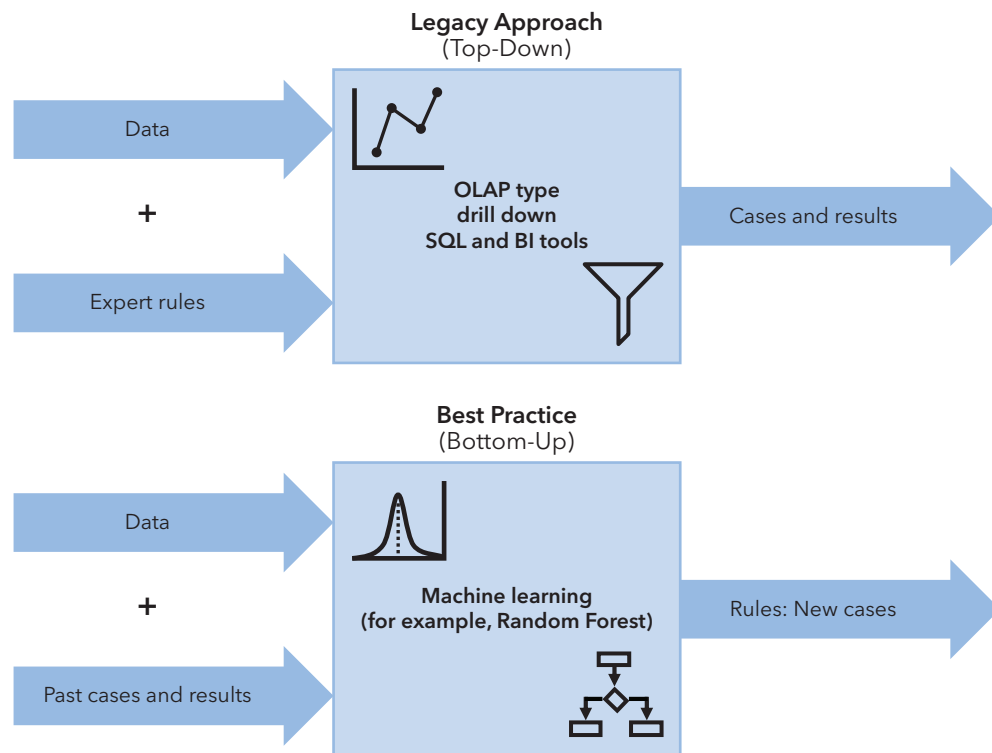 Legacy Approach
(Top-Down)
Data
+
Expert rules
OLAP type
drill down
SQL and BI tools
Cases and results
Best Practice
(Bottom-Up)
Data
+
Past cases and results
Machine learning
(for example, Random Forest)
Rules: New cases